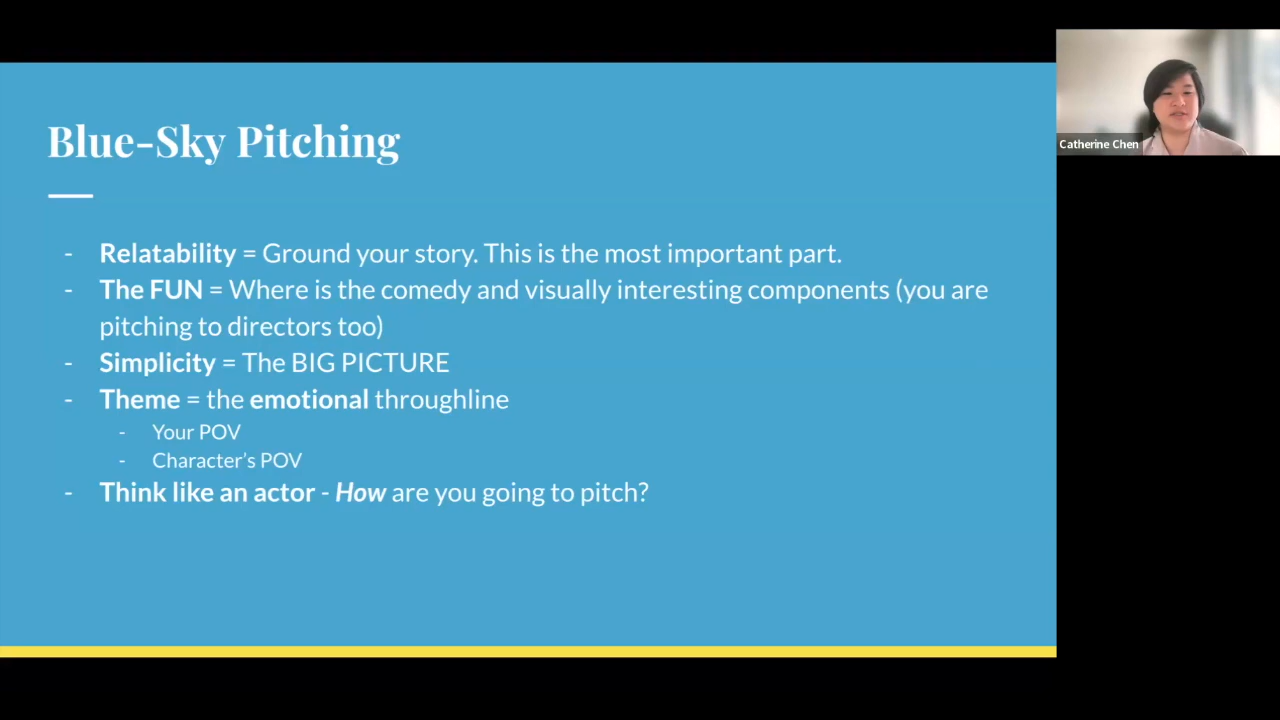 Blue-Sky Pitching
- Relatability = Ground your story. This is the most important part.
- The FUN = Where is the comedy and visually interesting components (you are
pitching to directors too)
- Simplicity = The BIG PICTURE
- Theme = the emotional throughline
- Your POV
- Character's POV
- Think like an actor - How are you going to pitch?
Catherine Chen